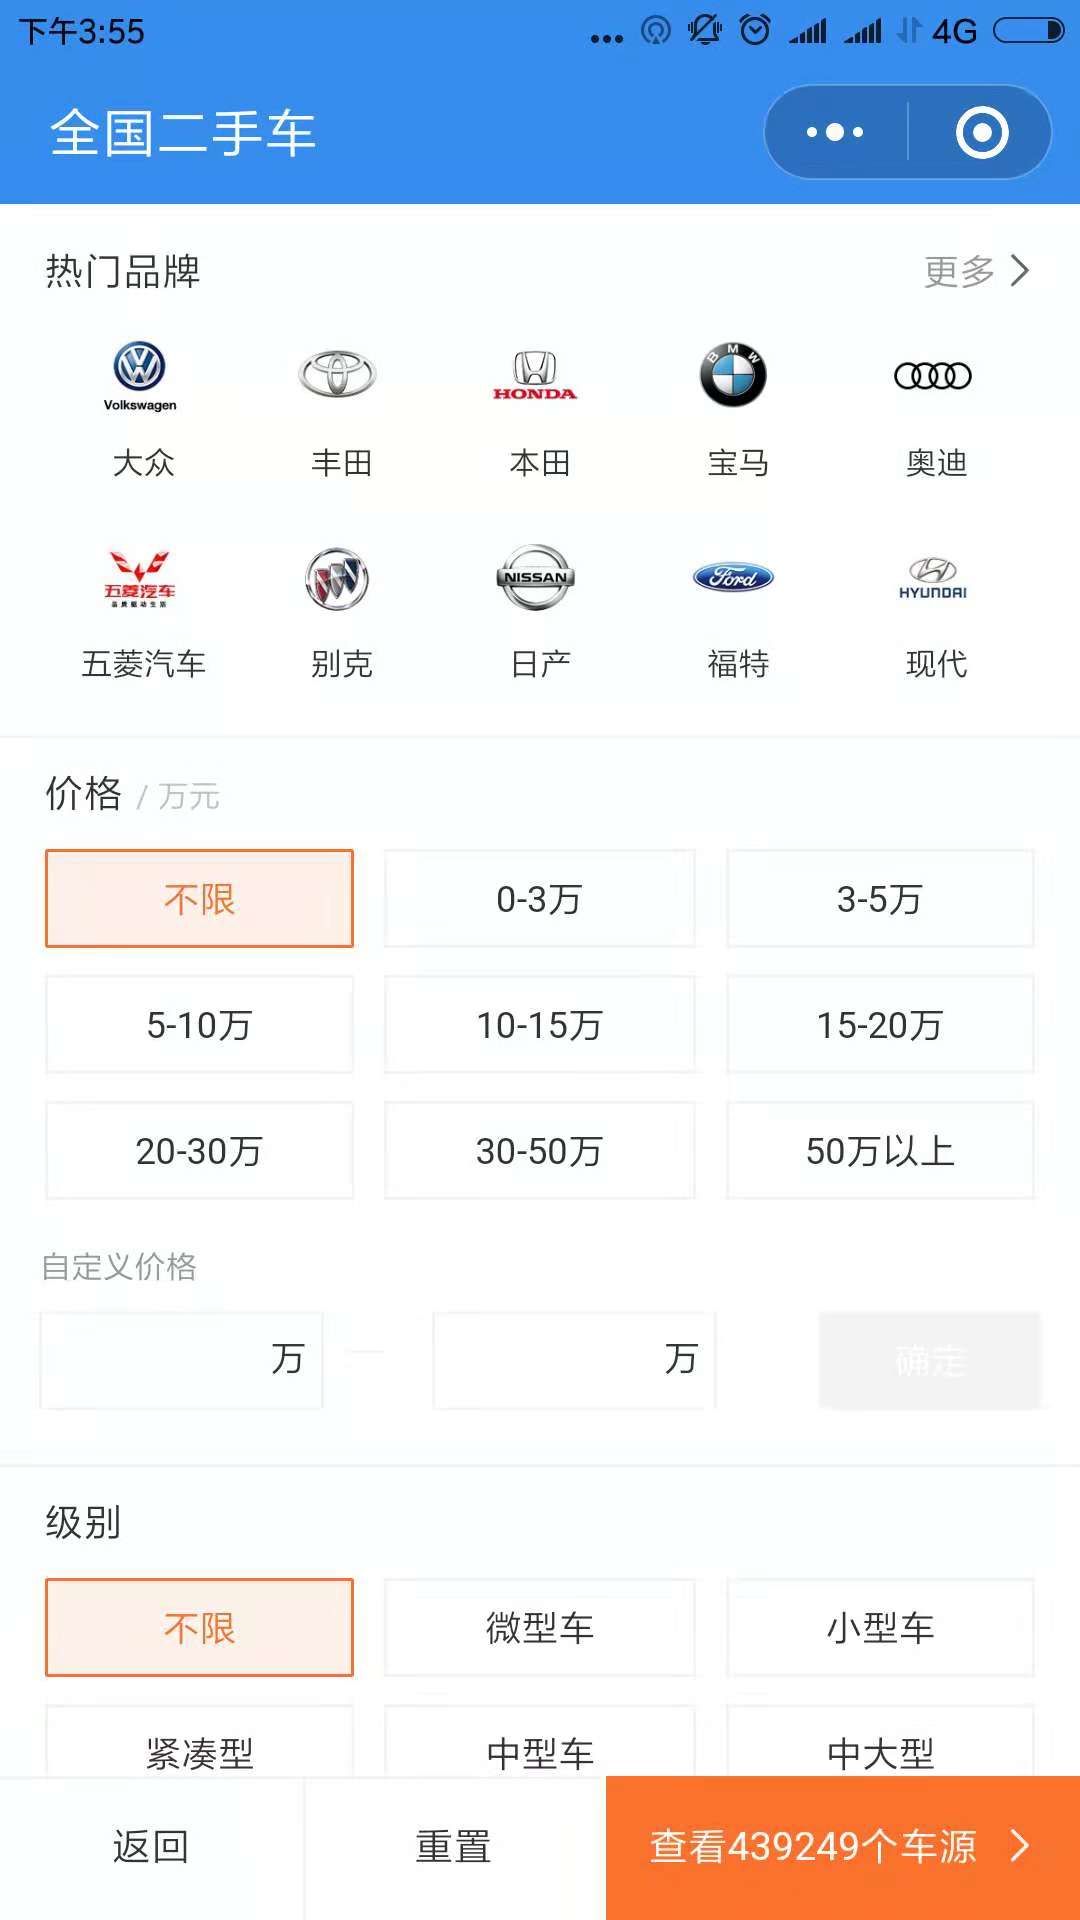 下午3:55
4G
全国二手车
热门品牌 更多
Volkswagen
HONDA
BMW
大众 丰田 本田 宝马 奥迪
五菱汽车
品质驱动生活
NISSAN
Ford
HYUNDAI
五菱汽车 别克 日产 福特 现代
价格 / 万元
不限 0-3万 3-5万
5-10万 10-15万 15-20万
20-30万 30-50万 50万以上
自定义价格
万 — 万 确定
级别
不限 微型车 小型车
紧凑型 中型车 中大型
返回 重置 查看439249个车源